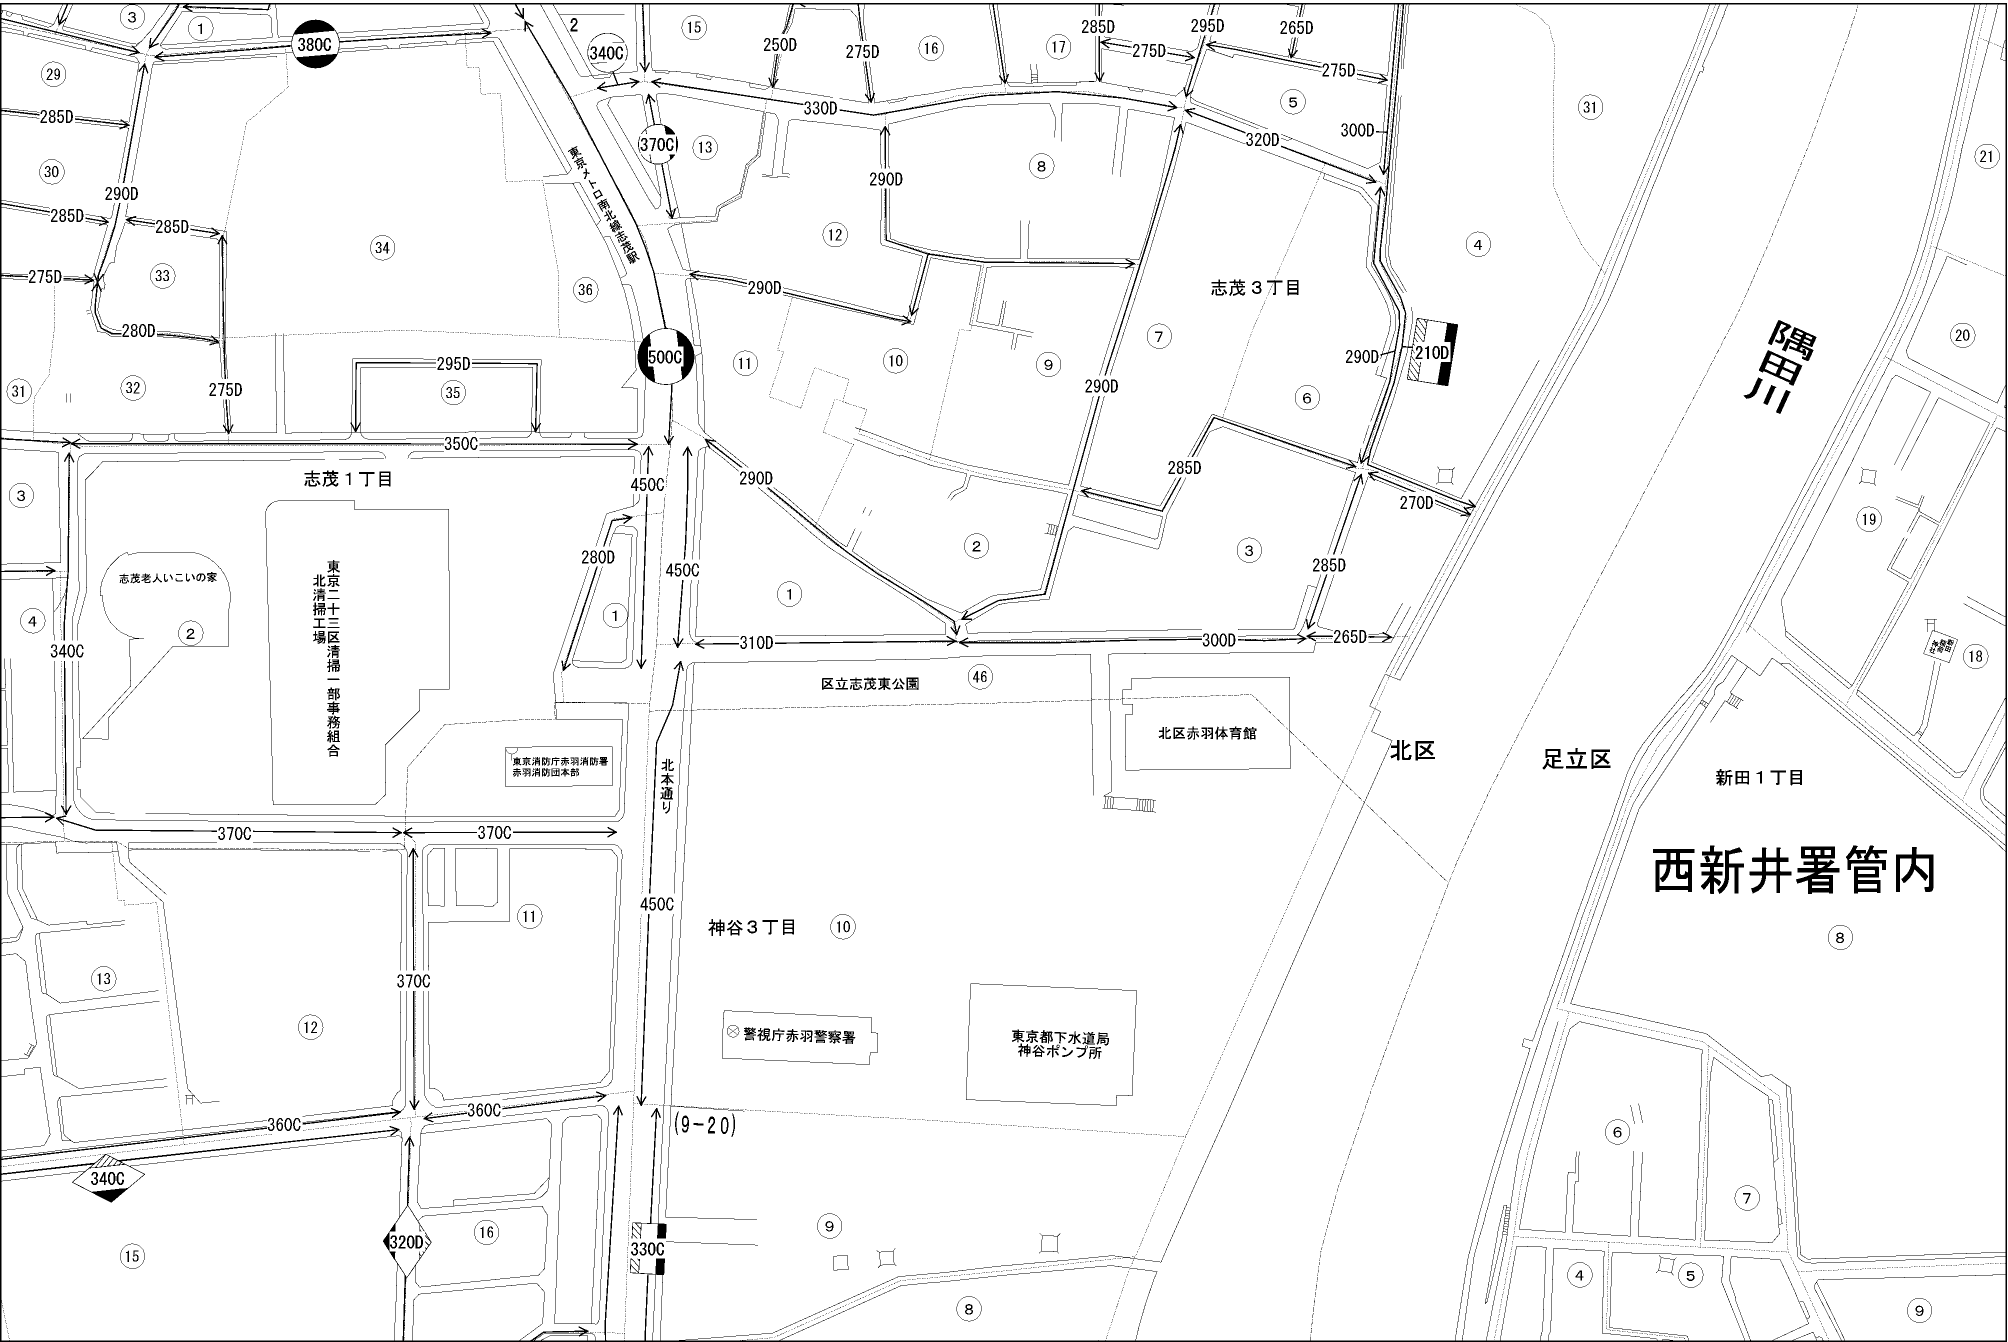 3
1
380C
2
340C
15
250D
275D
16
17
285D
275D
295D
265D
275D
29
285D
330D
5
31
300D
320D
370C
13
8
21
30
290D
285D
285D
290D
東京メトロ南北線志茂駅
34
12
4
275D
33
36
290D
志茂3丁目
280D
500C
7
隅田川
20
31
32
275D
295D
35
11
10
9
290D
290D
210D
6
350C
志茂1丁目
450C
290D
285D
270D
3
19
280D
450C
2
3
285D
志茂老人いこいの家
東京二十三区清掃一部事務組合
北清掃工場
1
1
4
2
340C
310D
300D
265D
18
区立志茂東公園
46
北区赤羽体育館
北区
足立区
新田1丁目
東京消防庁赤羽消防署
赤羽消防団本部
北本通り
370C
370C
西新井署管内
450C
11
神谷3丁目
10
8
13
370C
12
警視庁赤羽警察署
東京都下水道局
神谷ポンプ所
360C
360C
(9-20)
6
340C
7
15
320D
16
330C
9
4
5
8
9